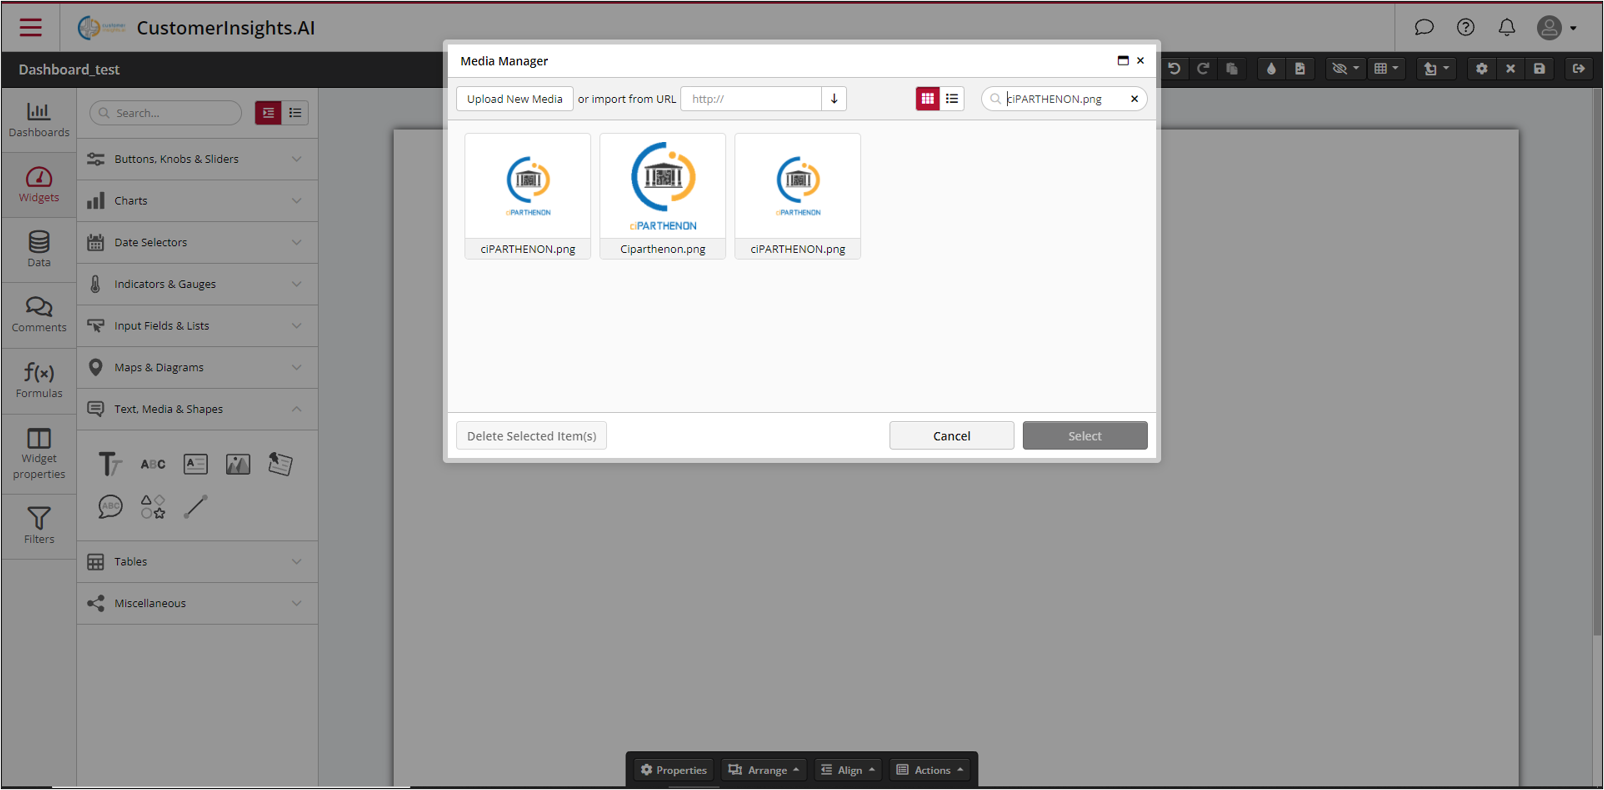 CustomerInsights.AI
Dashboard_test
Media Manager
Upload New Media
or import from URL
http://
ciPARTHENON.png
ciPARTHENON
ciPARTHENON
ciPARTHENON
ciPARTHENON.png
Ciparthenon.png
ciPARTHENON.png
Delete Selected Item(s)
Cancel
Select
Dashboards
Widgets
Data
Comments
f(x)
Formulas
Widget
properties
Filters
Search...
Buttons, Knobs & Sliders
Charts
Date Selectors
Indicators & Gauges
Input Fields & Lists
Maps & Diagrams
Text, Media & Shapes
TT
ABC
A
ABC
Tables
Miscellaneous
Properties
Arrange
Align
Actions